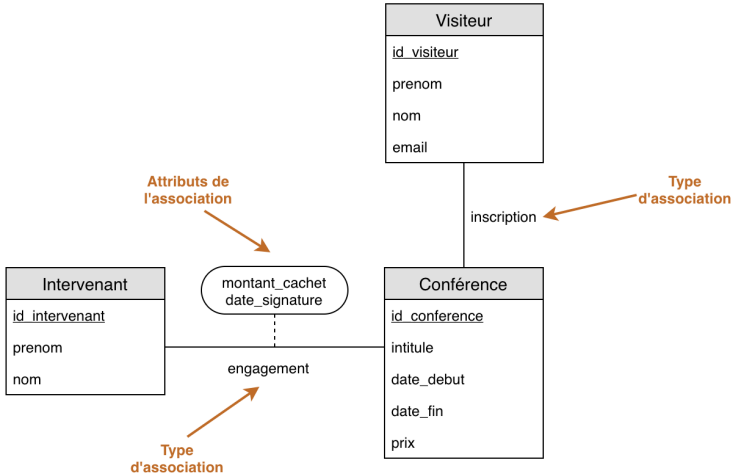 Visiteur
id_visiteur
prenom
nom
email
Attributs de
l'association
Type
d'association
inscription
montant_cachet
date_signature
Intervenant
id_intervenant
prenom
nom
engagement
Conférence
id_conference
intitule
date_debut
date_fin
prix
Type
d'association